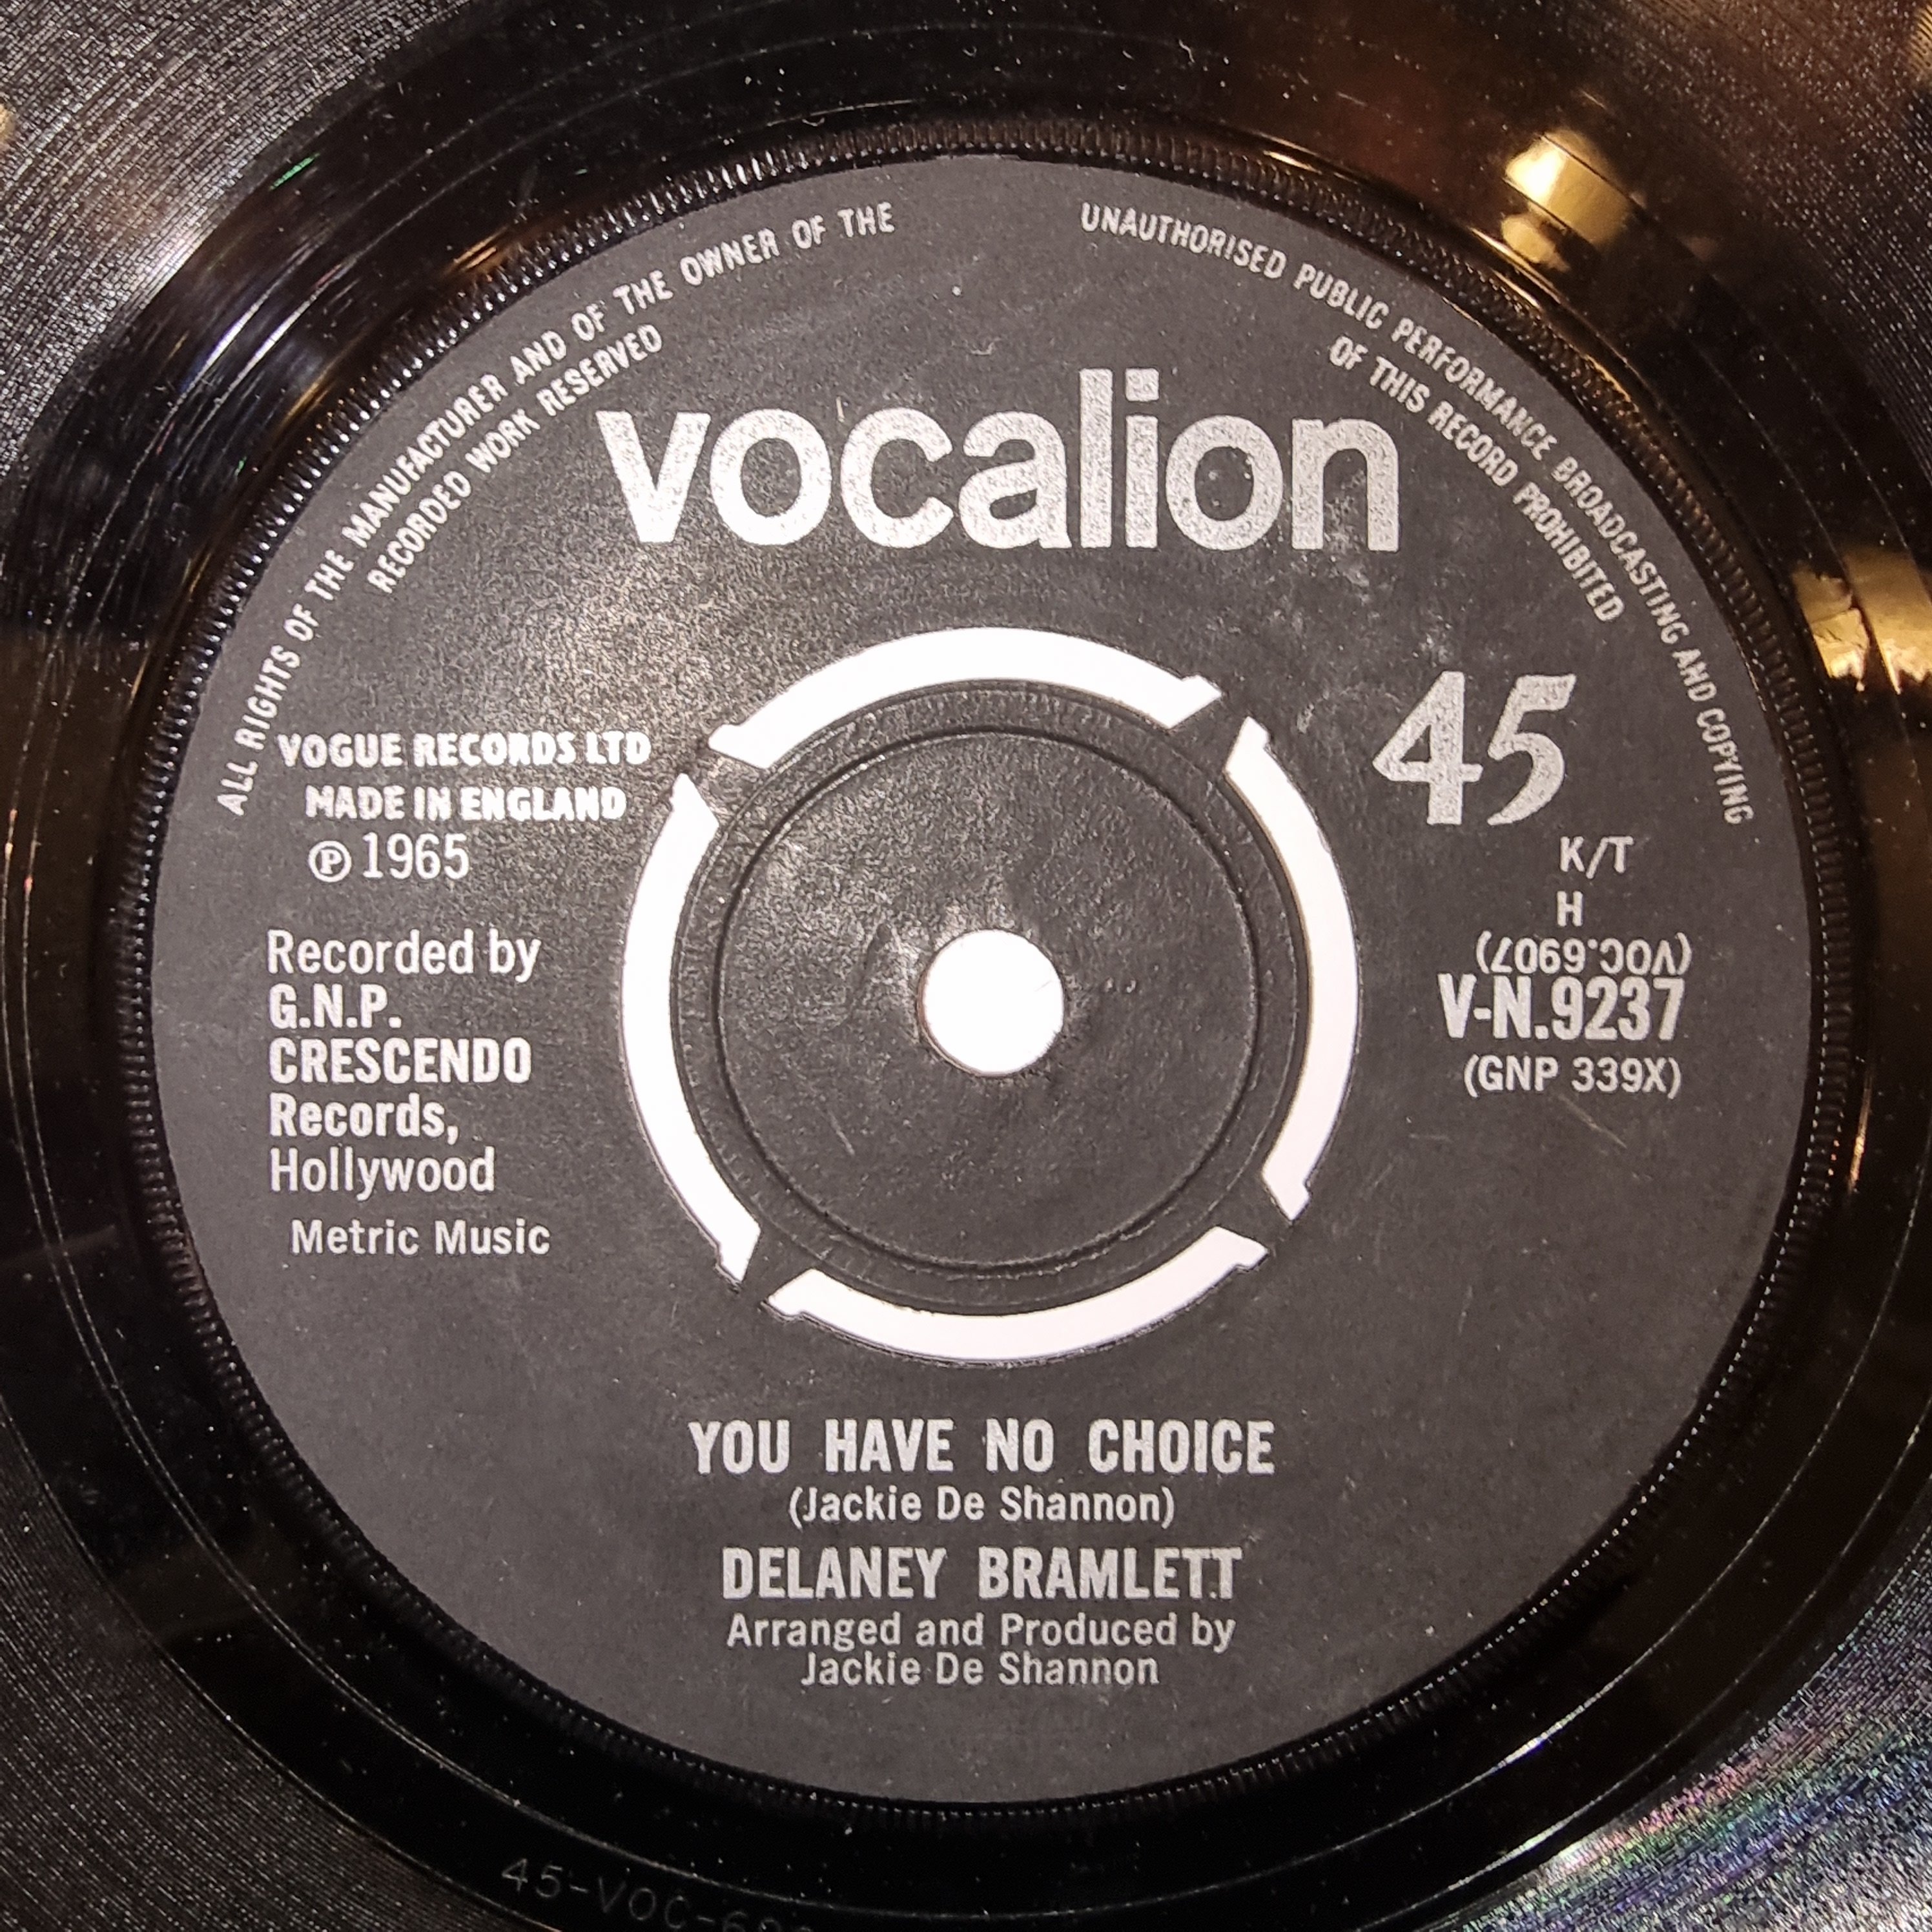 ALL RIGHTS OF THE MANUFACTURER AND OF THE OWNER OF THE
RECORDED WORK RESERVED
UNAUTHORISED PUBLIC PERFORMANCE BROADCASTING AND COPYING
OF THIS RECORD PROHIBITED
vocalion
VOGUE RECORDS LTD
MADE IN ENGLAND
℗ 1965
45
K/T
H
(VOC.6907)
V-N.9237
(GNP 339X)
Recorded by
G.N.P.
CRESCENDO
Records,
Hollywood
Metric Music
YOU HAVE NO CHOICE
(Jackie De Shannon)
DELANEY BRAMLETT
Arranged and Produced by
Jackie De Shannon